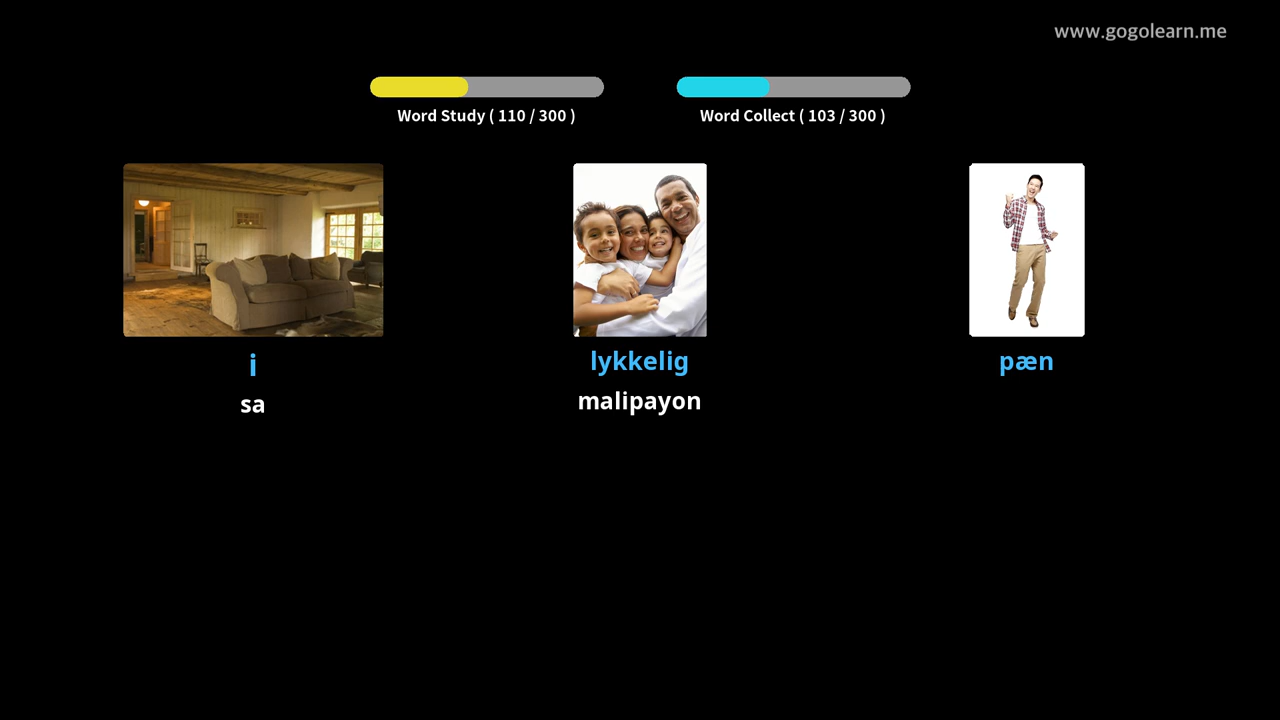 www.gogolearn.me
Word Study ( 110 / 300 )
Word Collect ( 103 / 300 )
i
lykkelig
pæn
sa
malipayon